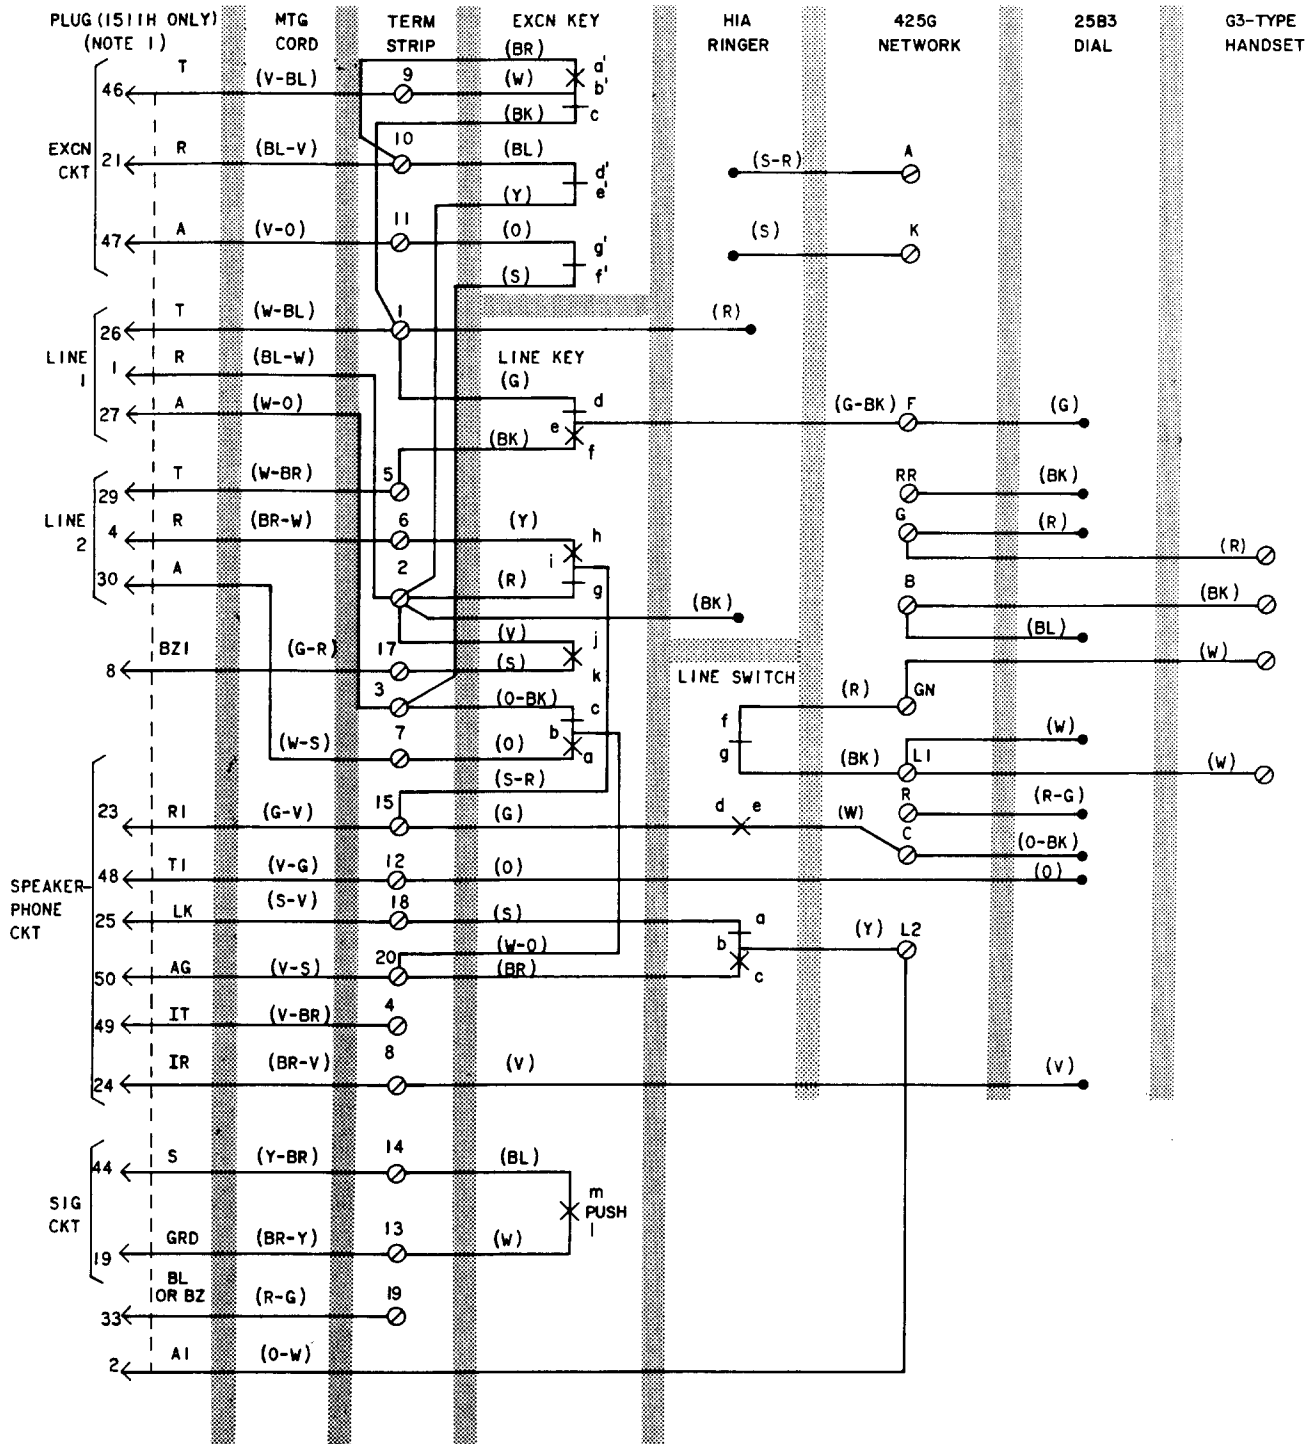 PLUG (1511H ONLY) MTG TERM EXCN KEY HIA 425G 25B3 G3-TYPE
(NOTE 1) CORD STRIP RINGER NETWORK DIAL HANDSET
(BR)
T 9 a'
46 (V-BL) (W) b'
(BK) c
10
EXCN R A
21 (BL-V) (BL) (S-R)
CKT d'
(Y) e'
11
A (V-O) (O) (S) K
47 g'
(S) f'
T (W-BL) 1 (R)
26
LINE R (BL-W) LINE KEY
1 1 (G)
A (W-O) d (G-BK) F (G)
27 e
(BK) f
T (W-BR) 5 RR (BK)
29
LINE R (BR-W) 6 (Y) h G (R)
2 4 i (R)
A 2
30 (R) g B (BK)
(BK)
(V) j (BL)
BZ1 (G-R) 17 (W)
8 (S) k LINE SWITCH
3 (O-BK) c (R) GN
f
7 b (W)
(W-S) (O) a g (BK) L1 (W)
(S-R)
23 15 R (R-G)
R1 (G-V) (G) d e (W)
C (O-BK)
T1 (V-G) 12 (O) (O)
48
SPEAKER- (S-V) 18
PHONE 25 LK (S) a
CKT (W-O) b (Y) L2
20
50 AG (V-S) (BR) c
4
49 IT (V-BR)
8
24 IR (BR-V) (V) (V)
14
44 S (Y-BR) (BL)
m
SIG PUSH
CKT 13 l
19 GRD (BR-Y) (W)
BL
OR BZ (R-G) 19
33
2 A1 (O-W)